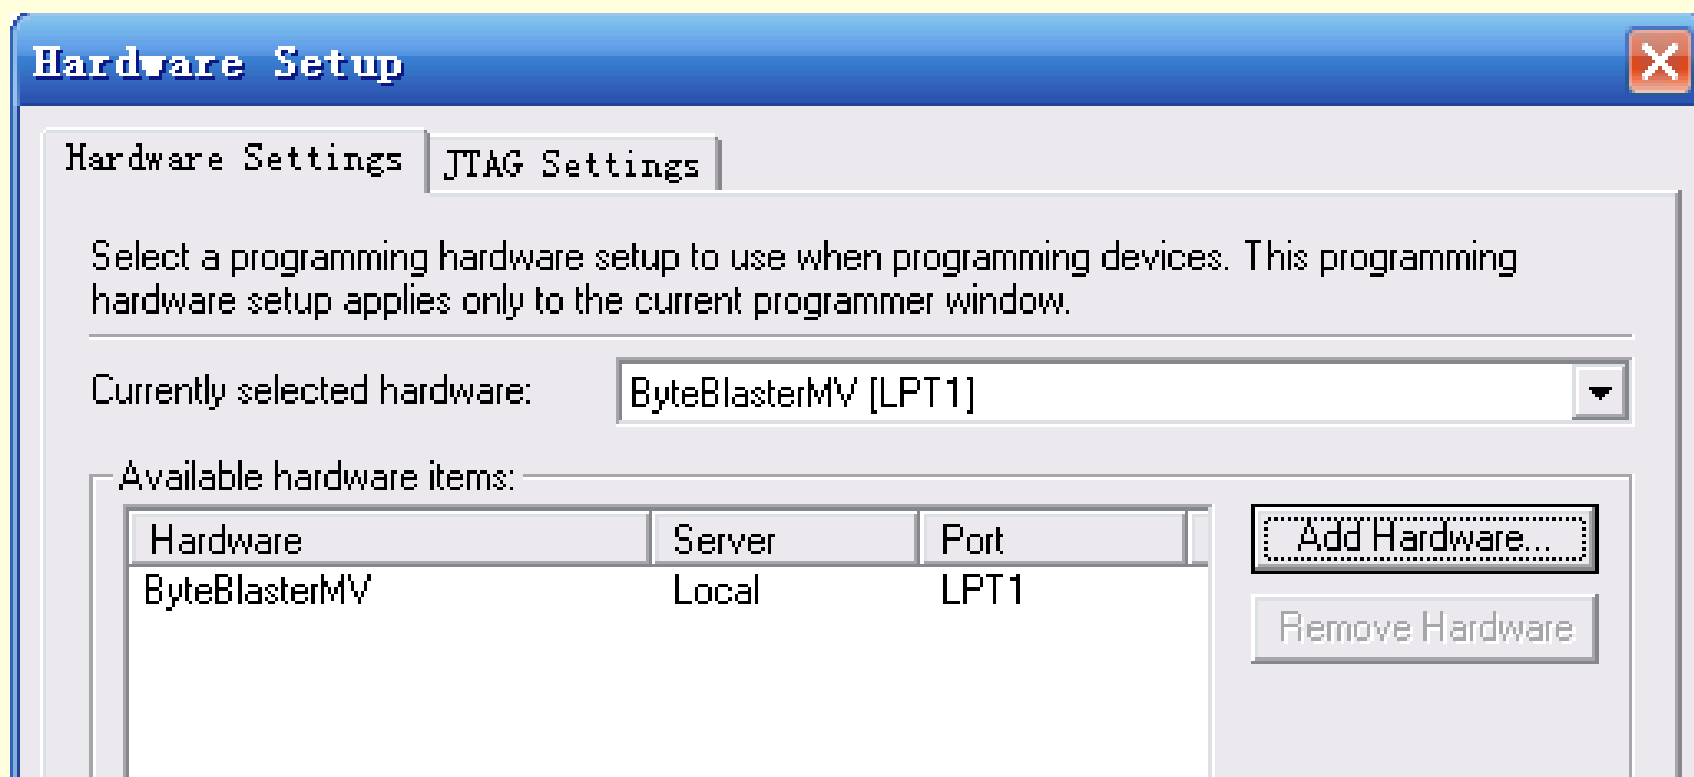 Hardware Setup
Hardware Settings
JTAG Settings
Select a programming hardware setup to use when programming devices. This programming
hardware setup applies only to the current programmer window.
Currently selected hardware:
ByteBlasterMV [LPT1]
Available hardware items:
Hardware Server Port
ByteBlasterMV Local LPT1
Add Hardware...
Remove Hardware